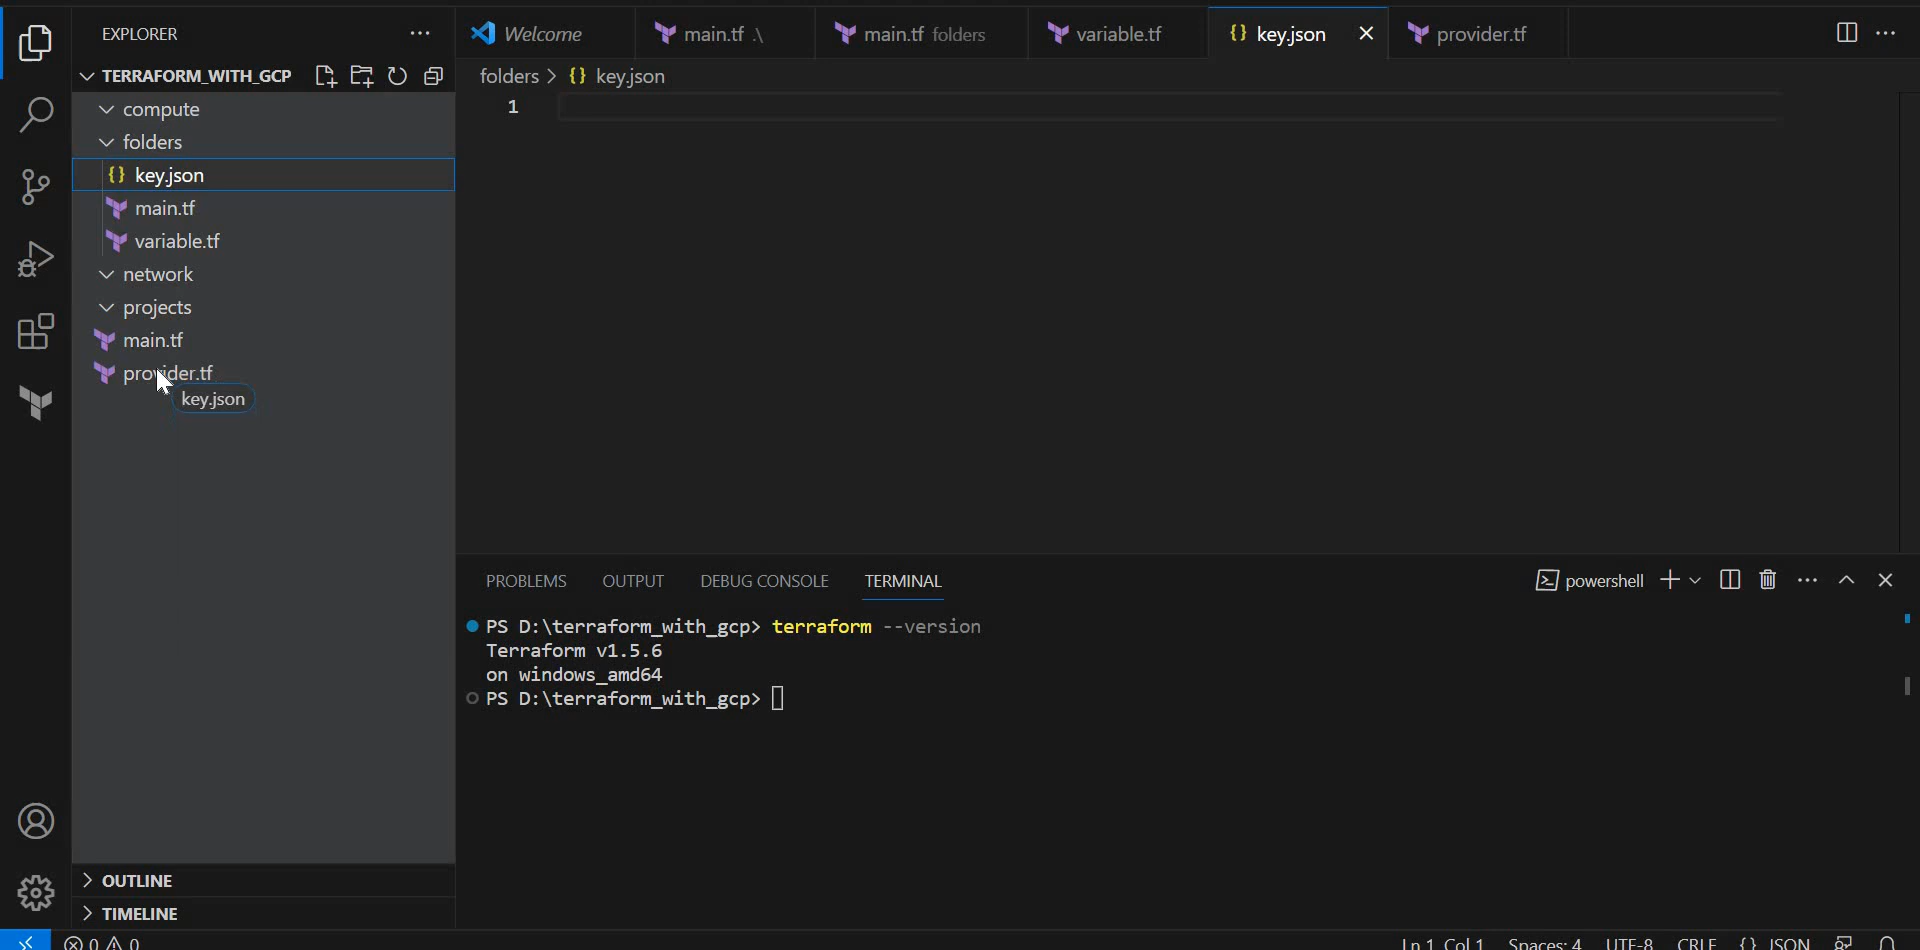 EXPLORER
Welcome
main.tf .\
main.tf folders
variable.tf
{} key.json
provider.tf
TERRAFORM_WITH_GCP
folders > {} key.json
1
compute
folders
{} key.json
main.tf
variable.tf
network
projects
main.tf
provider.tf
key.json
PROBLEMS
OUTPUT
DEBUG CONSOLE
TERMINAL
powershell
PS D:\terraform_with_gcp> terraform --version
Terraform v1.5.6
on windows_amd64
PS D:\terraform_with_gcp>
OUTLINE
TIMELINE
0 0
Ln 1, Col 1 Spaces: 4 UTF-8 CRLF {} JSON